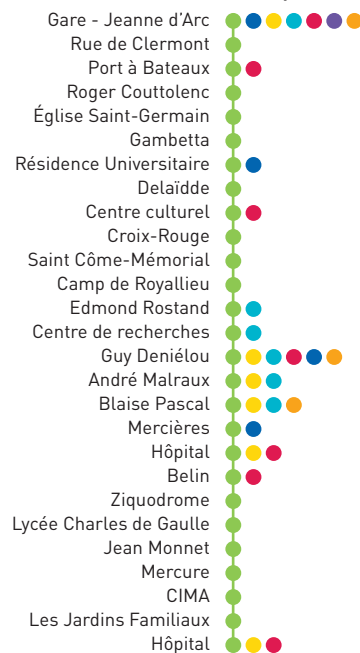 Gare - Jeanne d’Arc
Rue de Clermont
Port à Bateaux
Roger Couttolenc
Église Saint-Germain
Gambetta
Résidence Universitaire
Delaïdde
Centre culturel
Croix-Rouge
Saint Côme-Mémorial
Camp de Royallieu
Edmond Rostand
Centre de recherches
Guy Deniélou
André Malraux
Blaise Pascal
Mercières
Hôpital
Belin
Ziquodrome
Lycée Charles de Gaulle
Jean Monnet
Mercure
CIMA
Les Jardins Familiaux
Hôpital